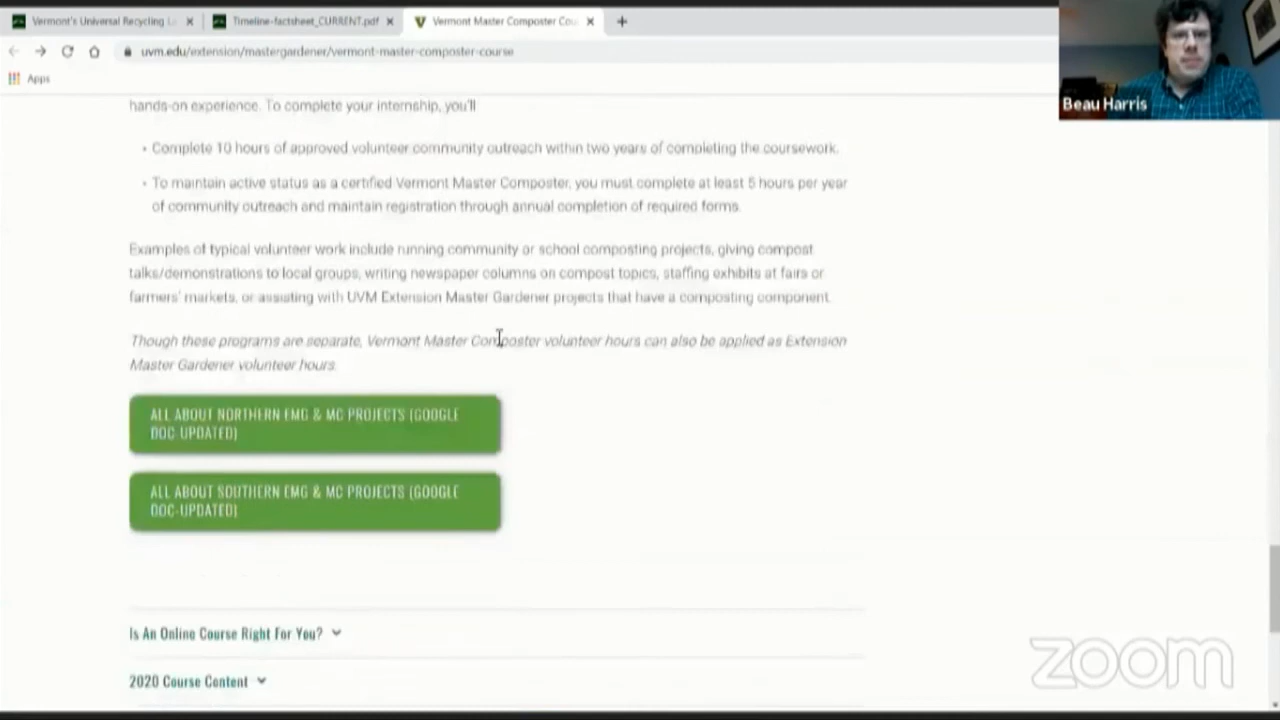 Vermont's Universal Recycling L
Timeline-factsheet_CURRENT.pdf
Vermont Master Composter Cou
uvm.edu/extension/mastergardener/vermont-master-composter-course
Apps
Beau Harris
hands-on experience. To complete your internship, you'll
• Complete 10 hours of approved volunteer community outreach within two years of completing the coursework.
• To maintain active status as a certified Vermont Master Composter, you must complete at least 5 hours per year
of community outreach and maintain registration through annual completion of required forms.
Examples of typical volunteer work include running community or school composting projects, giving compost
talks/demonstrations to local groups, writing newspaper columns on compost topics, staffing exhibits at fairs or
farmers' markets, or assisting with UVM Extension Master Gardener projects that have a composting component.
Though these programs are separate, Vermont Master Composter volunteer hours can also be applied as Extension
Master Gardener volunteer hours.
ALL ABOUT NORTHERN EMG & MC PROJECTS (GOOGLE
DOC-UPDATED)
ALL ABOUT SOUTHERN EMG & MC PROJECTS (GOOGLE
DOC-UPDATED)
Is An Online Course Right For You?
2020 Course Content
zoom